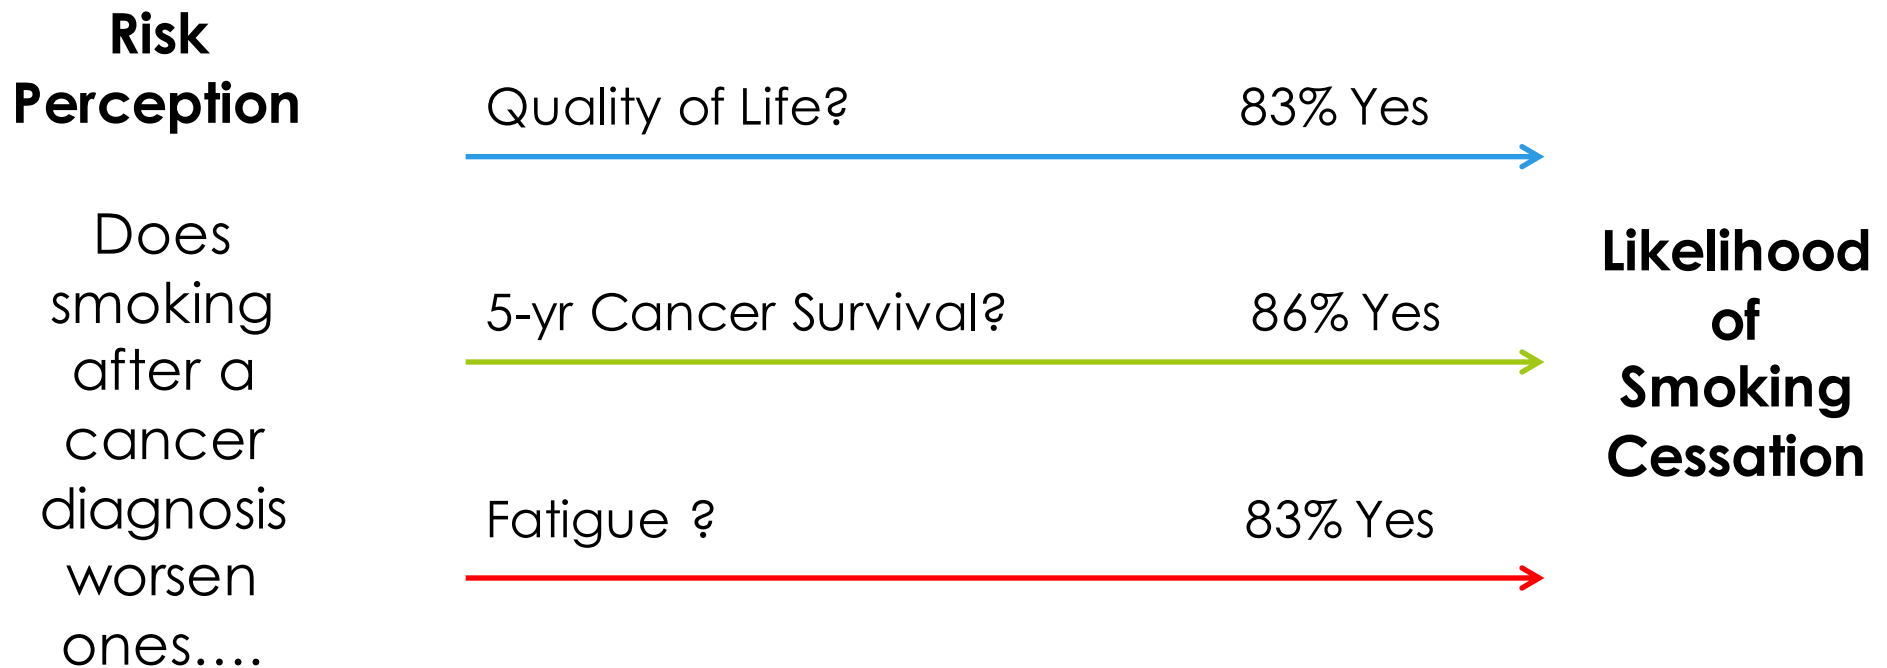 Risk
Perception
Does
smoking
after a
cancer
diagnosis
worsen
ones....
Quality of Life? 83% Yes
5-yr Cancer Survival? 86% Yes
Fatigue ? 83% Yes
Likelihood
of
Smoking
Cessation